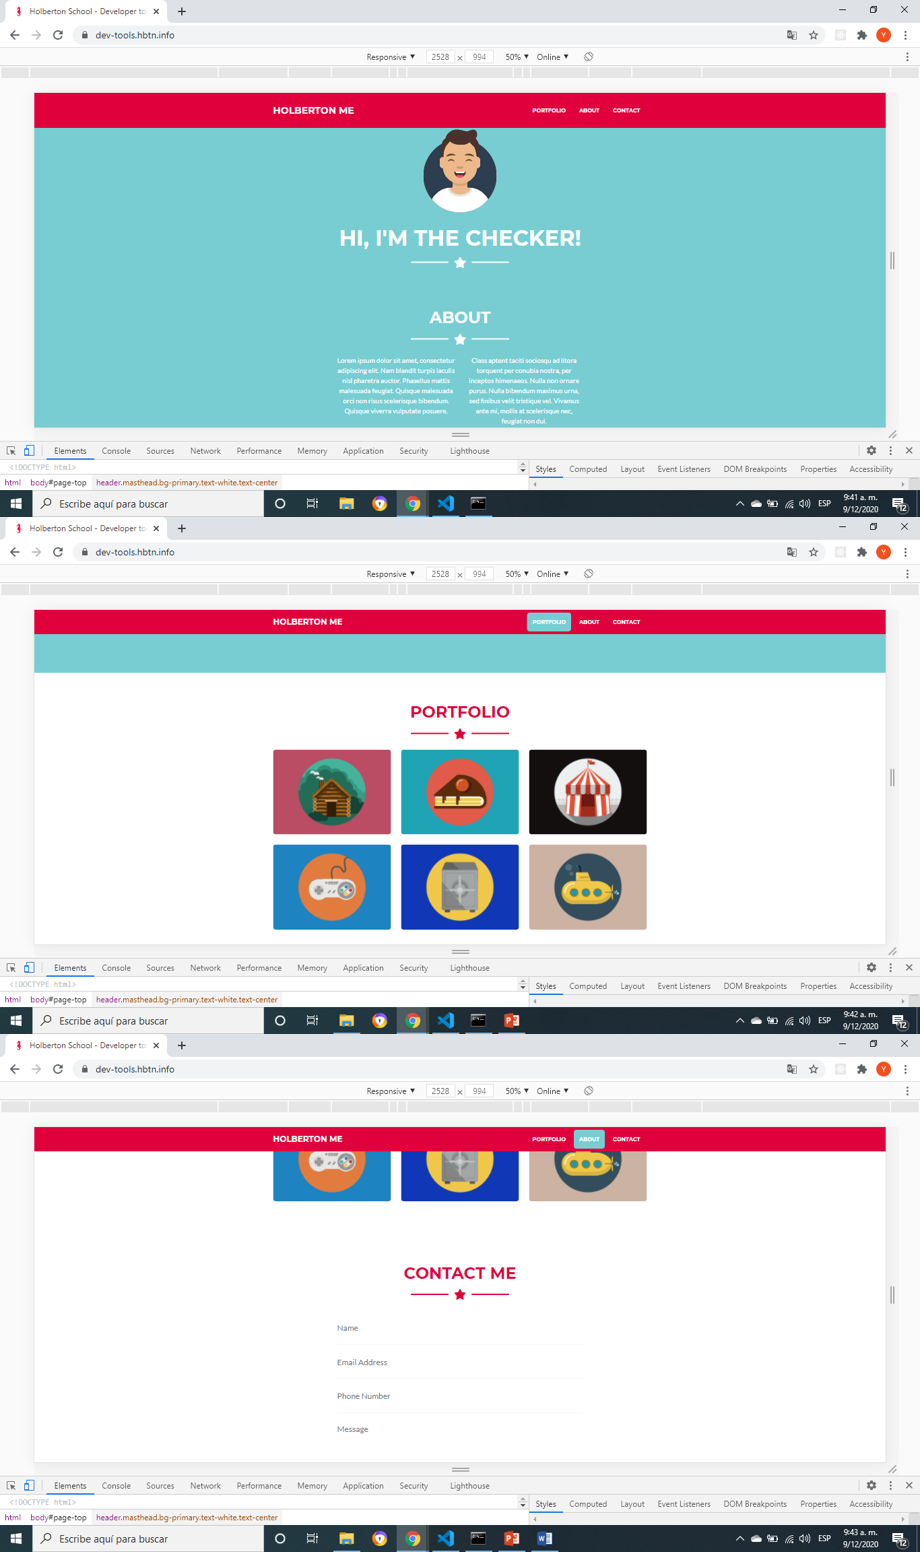 Holberton School - Developer to
dev-tools.hbtn.info
Y
Responsive ▼ 2528 x 994 50% ▼ Online ▼
HOLBERTON ME
PORTFOLIO ABOUT CONTACT
HI, I'M THE CHECKER!
ABOUT
Lorem ipsum dolor sit amet, consectetur
adipiscing elit. Nam blandit turpis iaculis
nisl pharetra auctor. Phasellus mattis
malesuada feugiat. Quisque malesuada
orci non risus scelerisque bibendum.
Quisque viverra vulputate posuere.
Class aptent taciti sociosqu ad litora
torquent per conubia nostra, per
inceptos himenaeos. Nulla non ornare
purus. Nulla bibendum maximus urna,
sed finibus velit tristique vel. Vivamus
ante mi, mollis at scelerisque nec,
feugiat non dui.
Elements Console Sources Network Performance Memory Application Security Lighthouse
<!DOCTYPE html>
Styles Computed Layout Event Listeners DOM Breakpoints Properties Accessibility
html body#page-top header.masthead.bg-primary.text-white.text-center
Escribe aquí para buscar
ESP
9:41 a. m.
9/12/2020
12
Holberton School - Developer to
dev-tools.hbtn.info
Y
Responsive ▼ 2528 x 994 50% ▼ Online ▼
HOLBERTON ME
PORTFOLIO ABOUT CONTACT
PORTFOLIO
Elements Console Sources Network Performance Memory Application Security Lighthouse
<!DOCTYPE html>
Styles Computed Layout Event Listeners DOM Breakpoints Properties Accessibility
html body#page-top header.masthead.bg-primary.text-white.text-center
Escribe aquí para buscar
ESP
9:42 a. m.
9/12/2020
12
Holberton School - Developer to
dev-tools.hbtn.info
Y
Responsive ▼ 2528 x 994 50% ▼ Online ▼
HOLBERTON ME
PORTFOLIO ABOUT CONTACT
CONTACT ME
Name
Email Address
Phone Number
Message
Elements Console Sources Network Performance Memory Application Security Lighthouse
<!DOCTYPE html>
Styles Computed Layout Event Listeners DOM Breakpoints Properties Accessibility
html body#page-top header.masthead.bg-primary.text-white.text-center
Escribe aquí para buscar
ESP
9:43 a. m.
9/12/2020
12